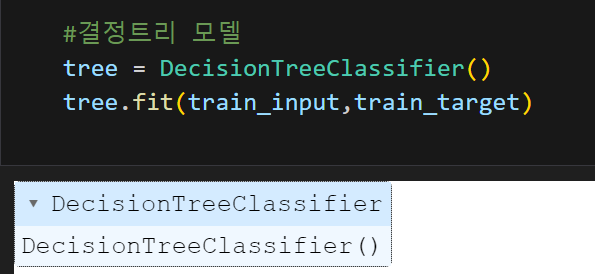 #결정트리 모델
tree = DecisionTreeClassifier()
tree.fit(train_input,train_target)
▾ DecisionTreeClassifier
DecisionTreeClassifier()